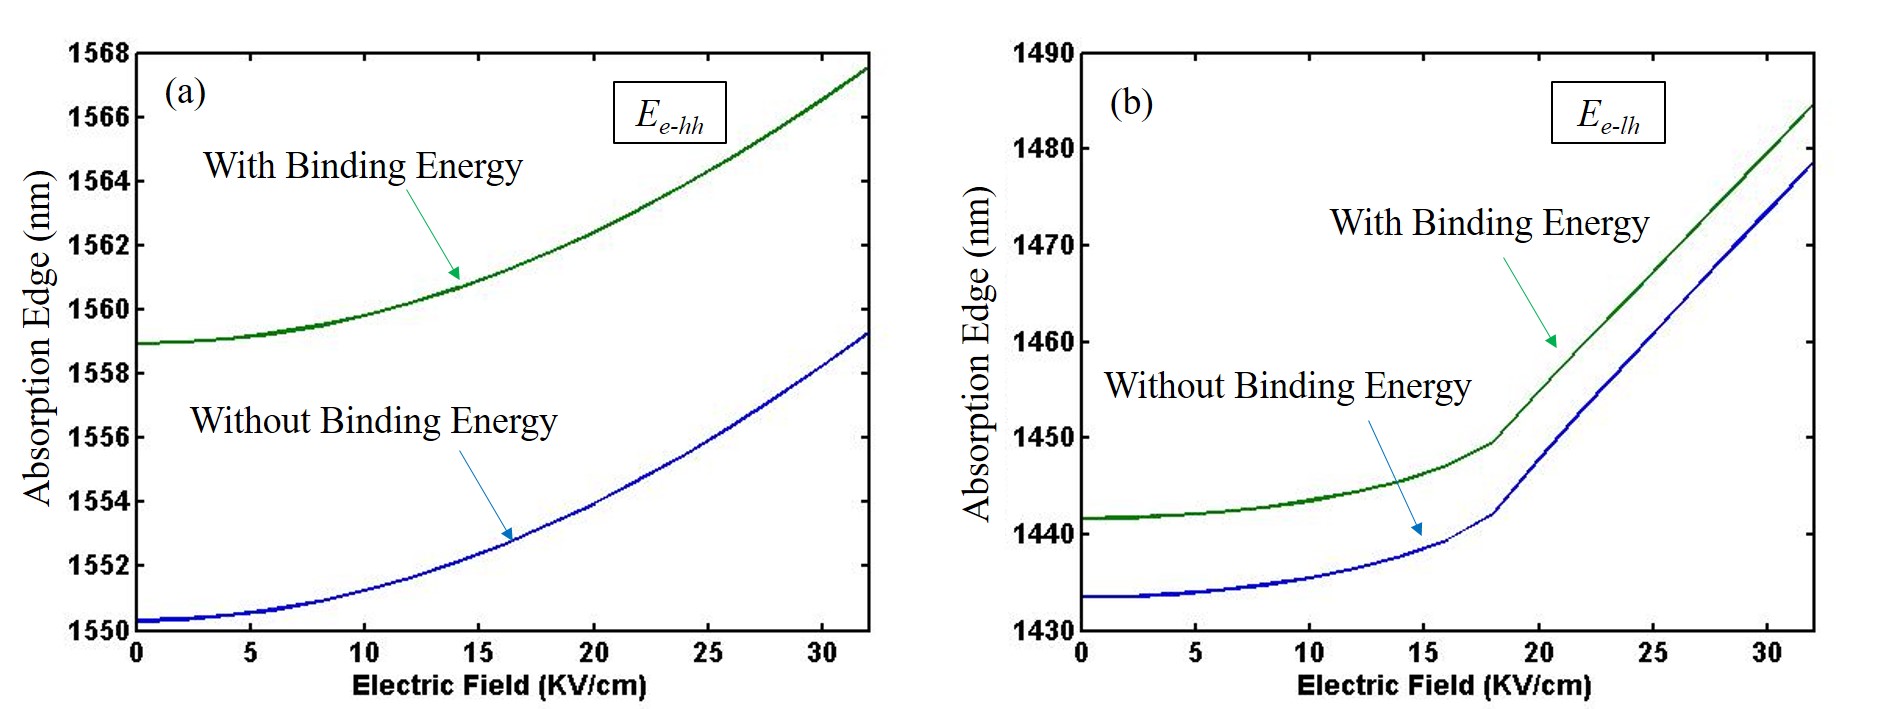 (a)
E e-hh
With Binding Energy
Without Binding Energy
Absorption Edge (nm)
1568
1566
1564
1562
1560
1558
1556
1554
1552
1550
0 5 10 15 20 25 30
Electric Field (KV/cm)
(b)
E e-lh
With Binding Energy
Without Binding Energy
Absorption Edge (nm)
1490
1480
1470
1460
1450
1440
1430
0 5 10 15 20 25 30
Electric Field (KV/cm)